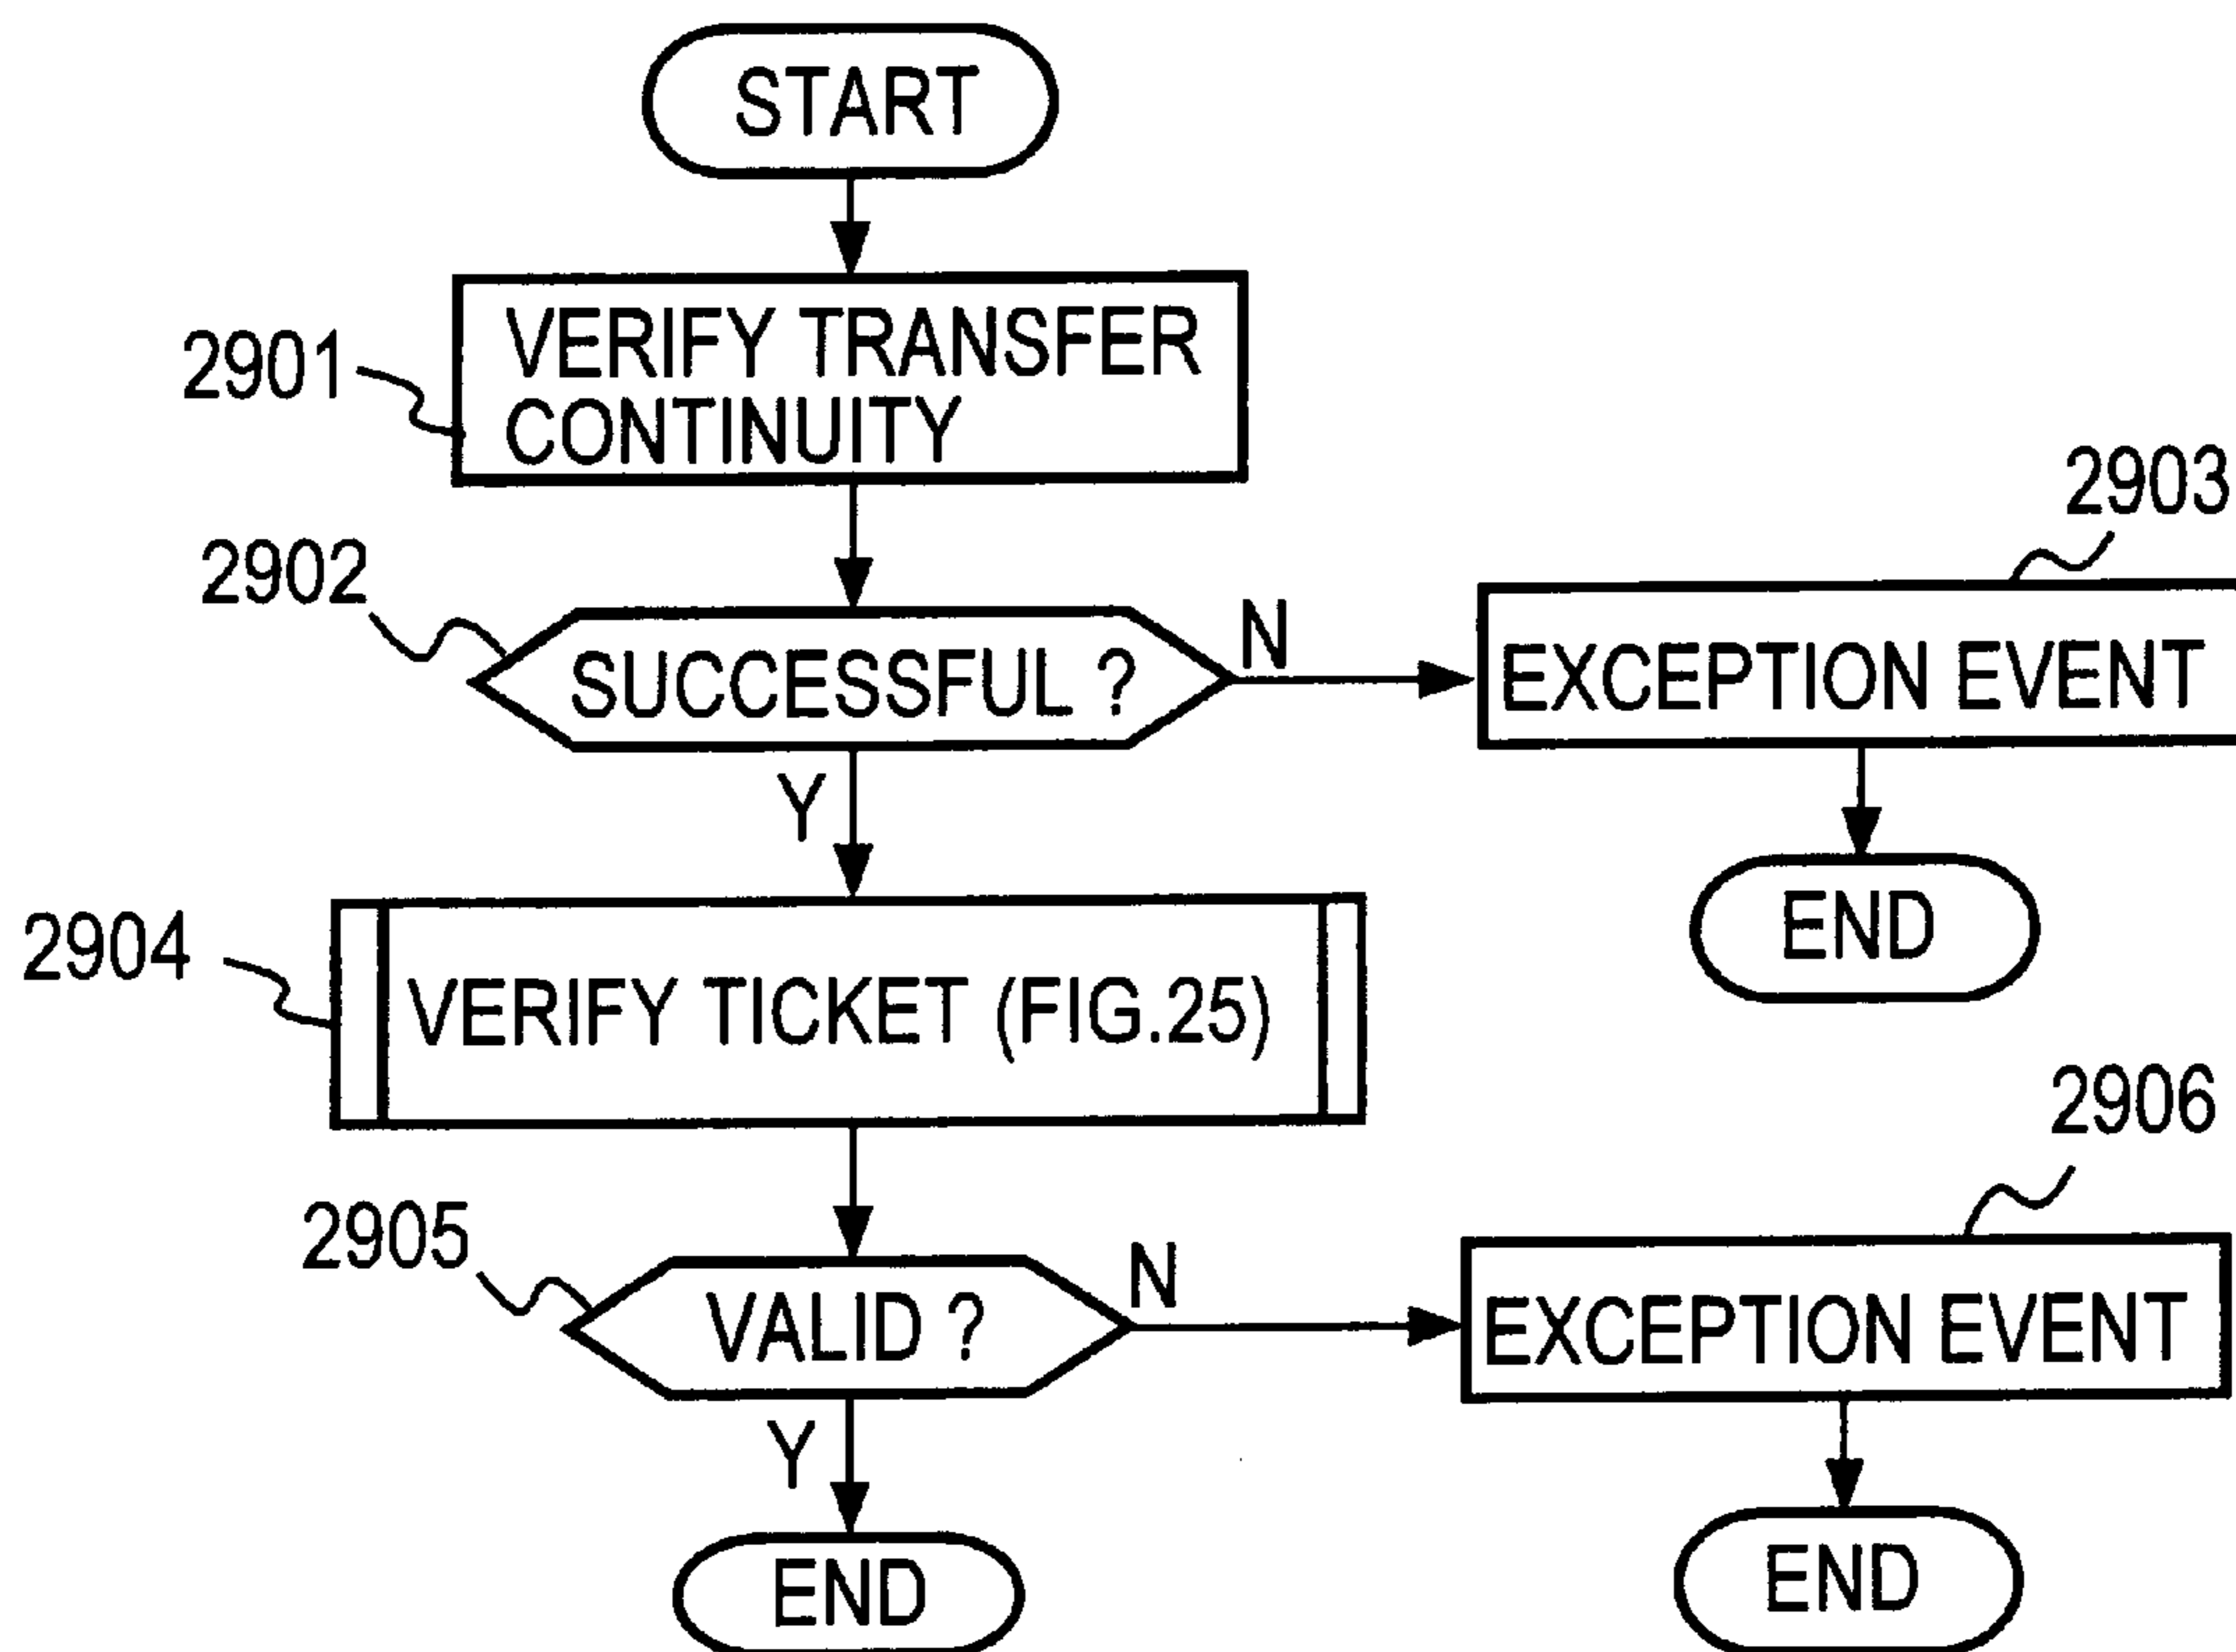 START
2901
VERIFY TRANSFER
CONTINUITY
2902
SUCCESSFUL ?
N
2903
EXCEPTION EVENT
Y
END
2904
VERIFY TICKET (FIG.25)
2905
VALID ?
N
2906
EXCEPTION EVENT
Y
END
END